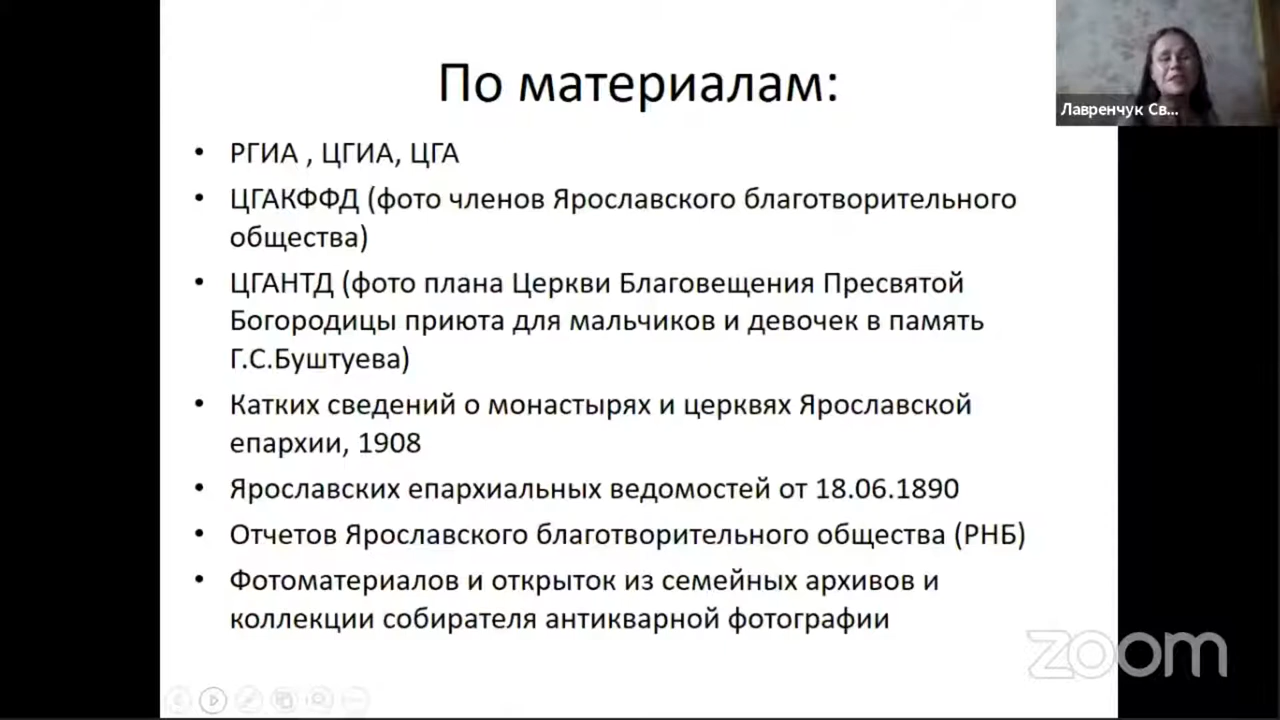 По материалам:
Лавренчук Св...
• РГИА , ЦГИА, ЦГА
• ЦГАКФФД (фото членов Ярославского благотворительного
общества)
• ЦГАНТД (фото плана Церкви Благовещения Пресвятой
Богородицы приюта для мальчиков и девочек в память
Г.С.Буштуева)
• Катких сведений о монастырях и церквях Ярославской
епархии, 1908
• Ярославских епархиальных ведомостей от 18.06.1890
• Отчетов Ярославского благотворительного общества (РНБ)
• Фотоматериалов и открыток из семейных архивов и
коллекции собирателя антикварной фотографии
zoom